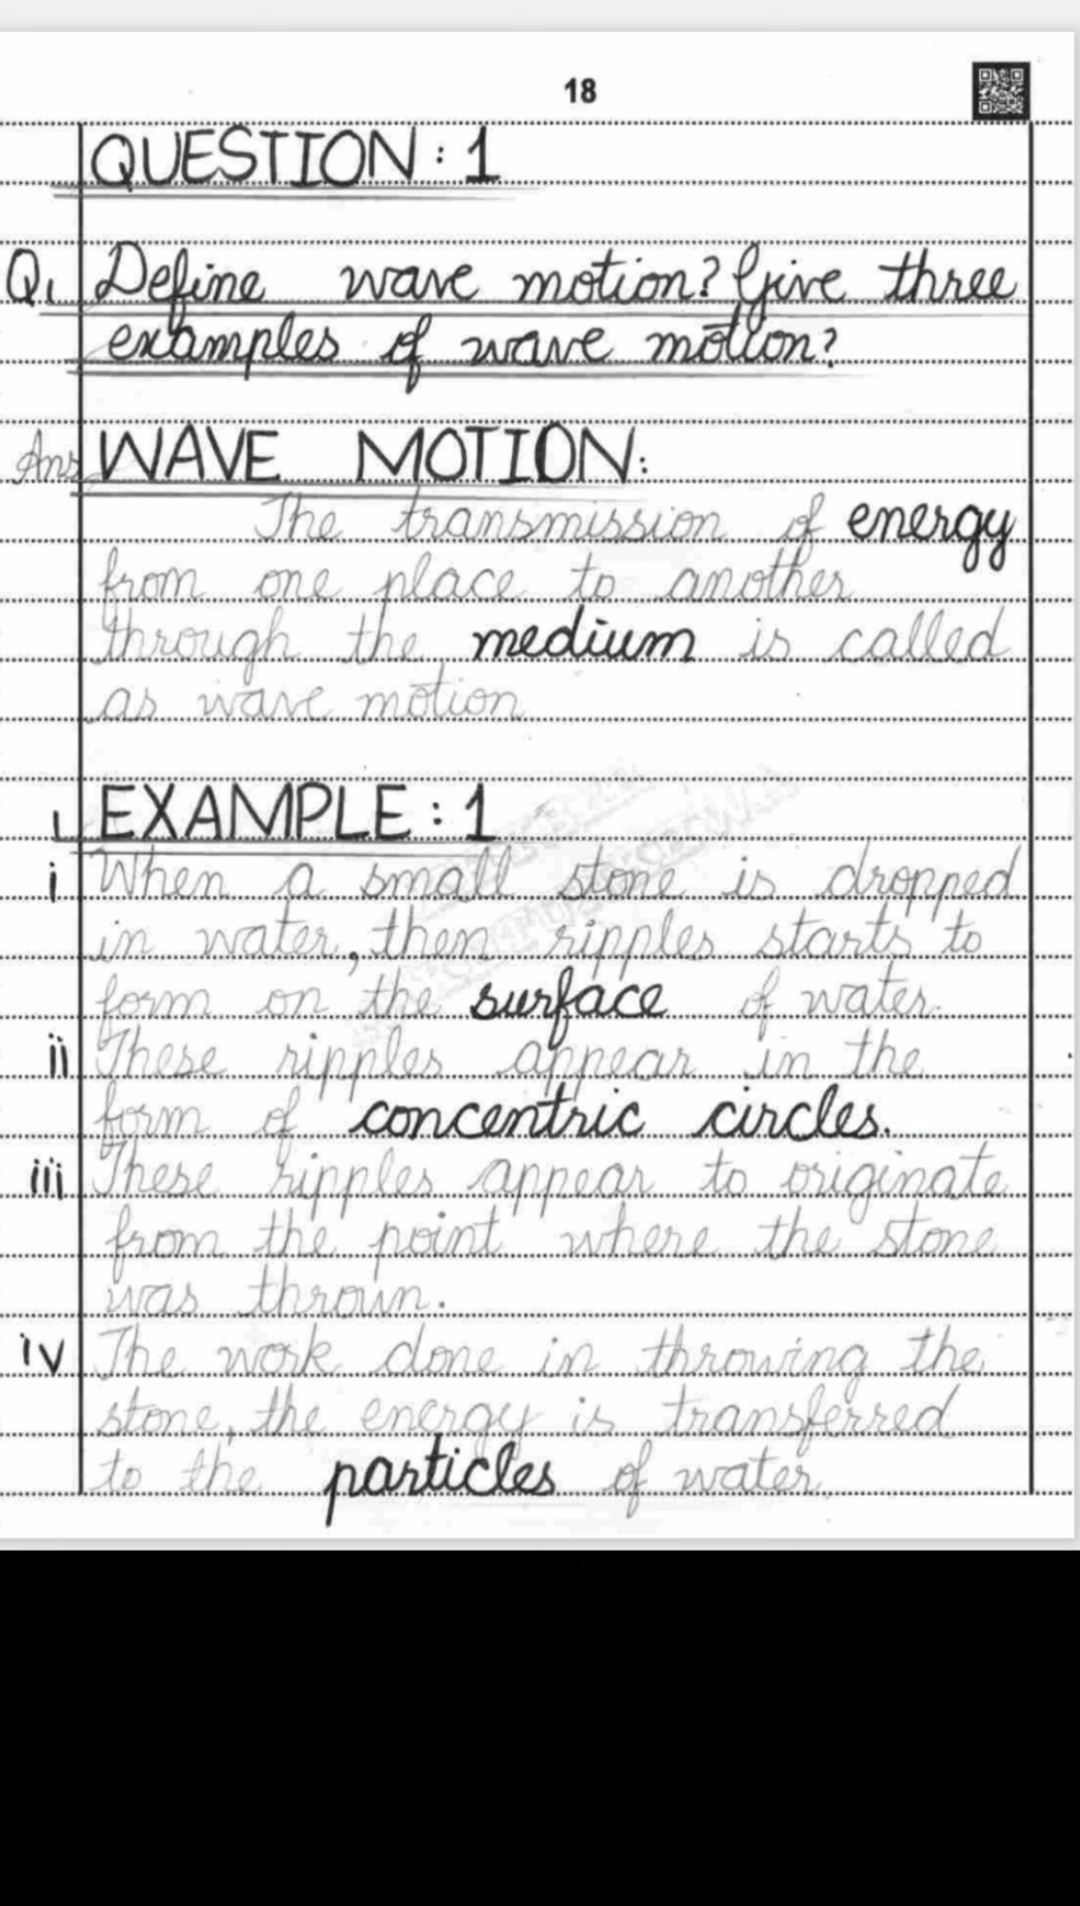 18
QUESTION : 1
Q1 Define wave motion? Give three
examples of wave motion?
Ans WAVE MOTION:
The transmission of energy
from one place to another
through the medium is called
as wave motion
1. EXAMPLE : 1
i When a small stone is dropped
in water, then ripples starts to
form on the surface of water.
ii These ripples appear in the
form of concentric circles.
iii These ripples appear to originate
from the point where the stone
was thrown.
iv The work done in throwing the
stone, the energy is transferred
to the particles of water.